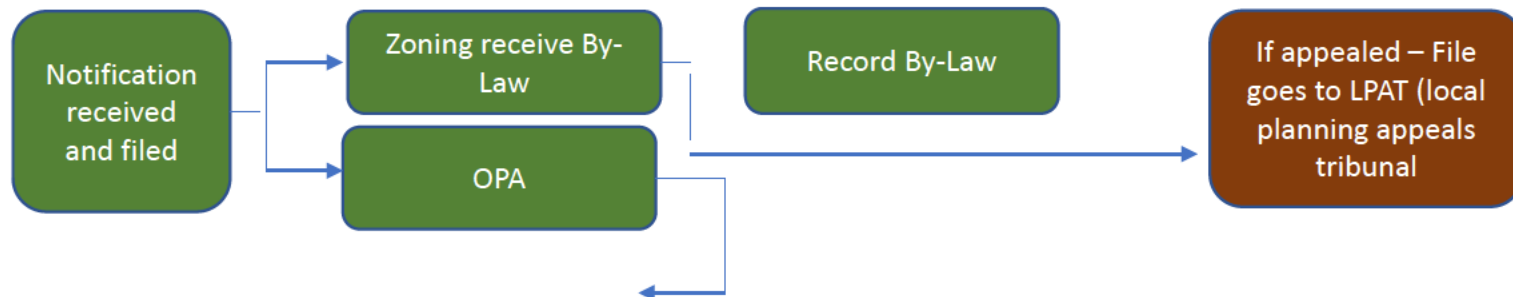 Notification
received
and filed
Zoning receive By-
Law
OPA
Record By-Law
If appealed – File
goes to LPAT (local
planning appeals
tribunal